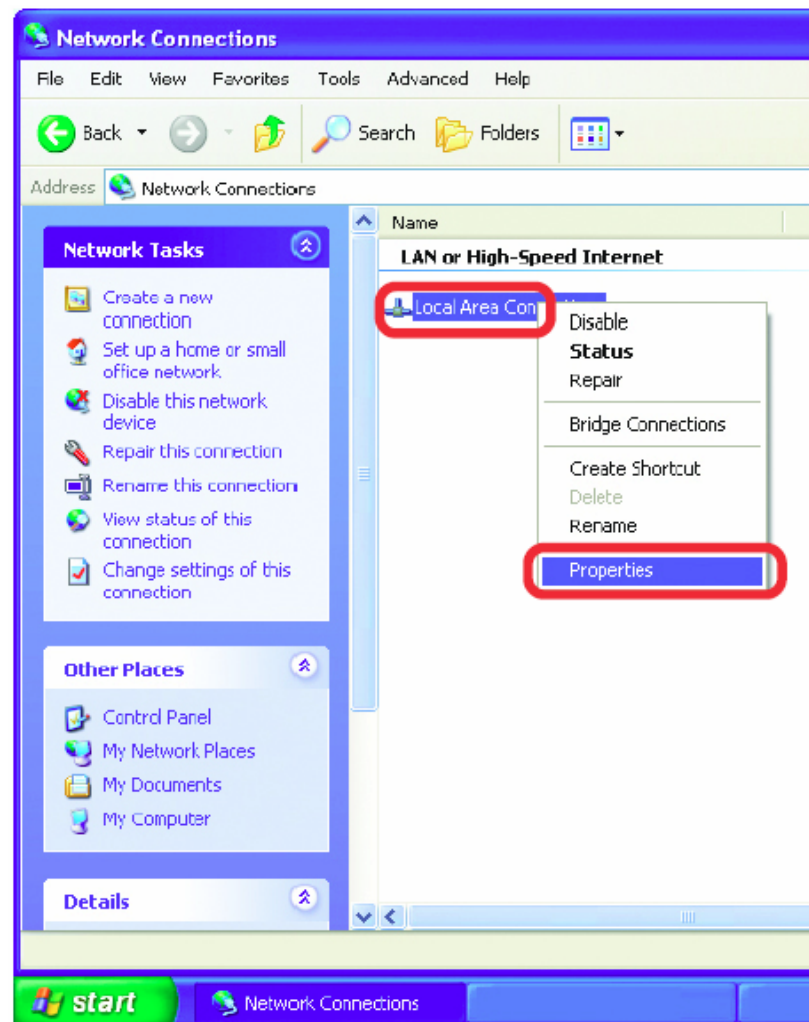 Network Connections
File Edit View Favorites Tools Advanced Help
Back Search Folders
Address Network Connections
Network Tasks
Create a new
connection
Set up a home or small
office network
Disable this network
device
Repair this connection
Rename this connection
View status of this
connection
Change settings of this
connection
Other Places
Control Panel
My Network Places
My Documents
My Computer
Details
Name
LAN or High-Speed Internet
Local Area Con
Disable
Status
Repair
Bridge Connections
Create Shortcut
Delete
Rename
Properties
start Network Connections